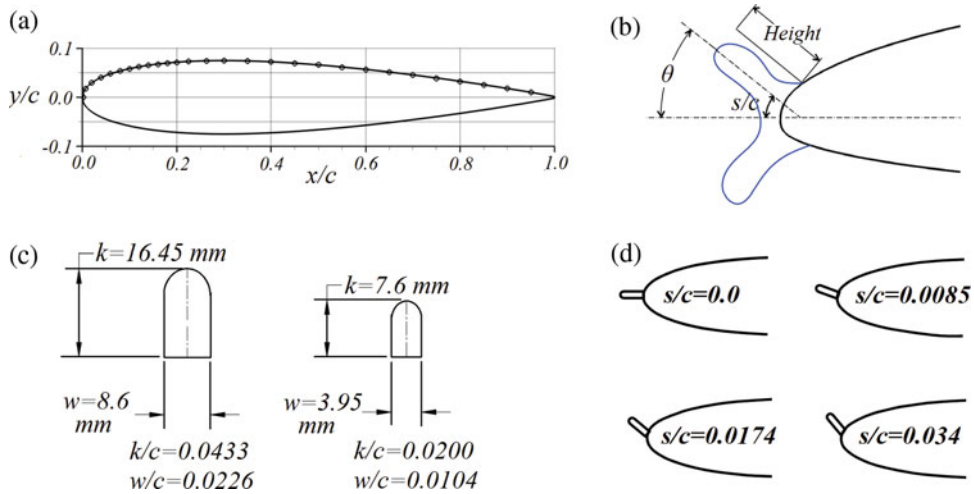 (a)
0.1
y/c 0.0
-0.1
0.0 0.2 0.4 0.6 0.8 1.0
x/c
(b)
Height
θ
s/c
(c)
k=16.45 mm
k=7.6 mm
w=8.6
mm
w=3.95
mm
k/c=0.0433
w/c=0.0226
k/c=0.0200
w/c=0.0104
(d)
s/c=0.0
s/c=0.0085
s/c=0.0174
s/c=0.034